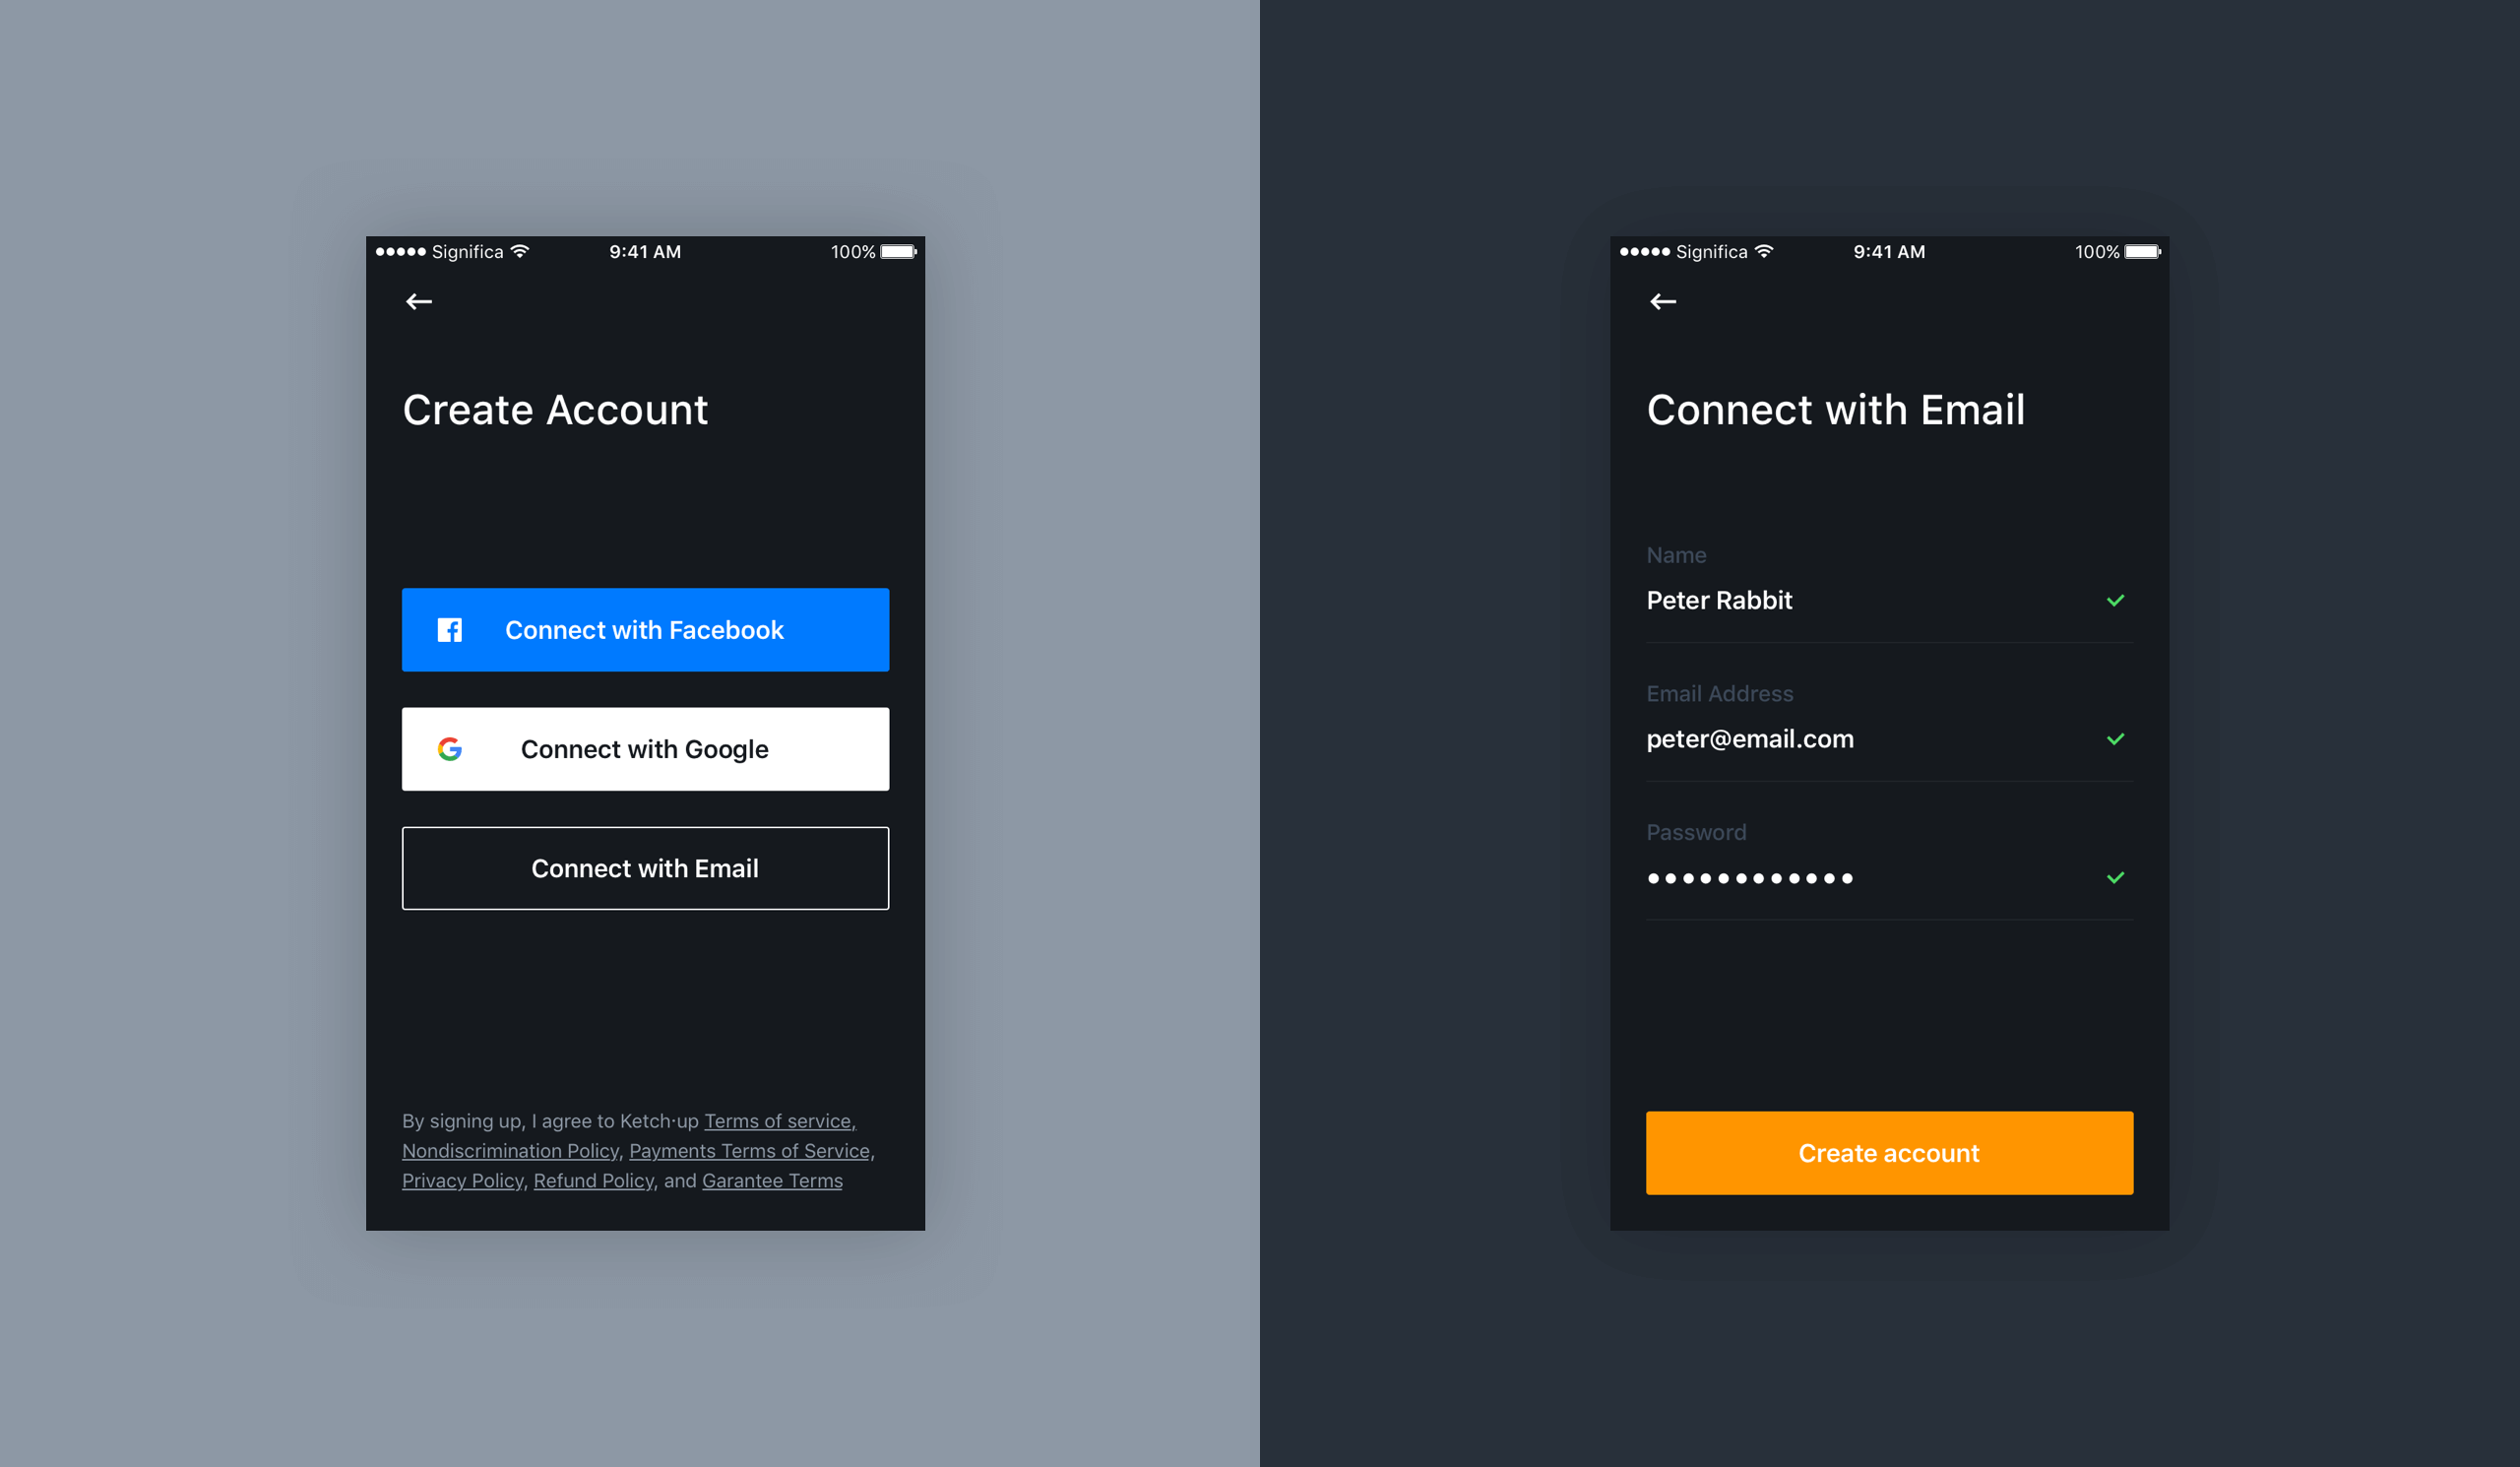 Significa 9:41 AM 100%
Create Account
Connect with Facebook
Connect with Google
Connect with Email
By signing up, I agree to Ketch·up Terms of service,
Nondiscrimination Policy, Payments Terms of Service,
Privacy Policy, Refund Policy, and Garantee Terms
Significa 9:41 AM 100%
Connect with Email
Name
Peter Rabbit
Email Address
peter@email.com
Password
●●●●●●●●●●●●
Create account